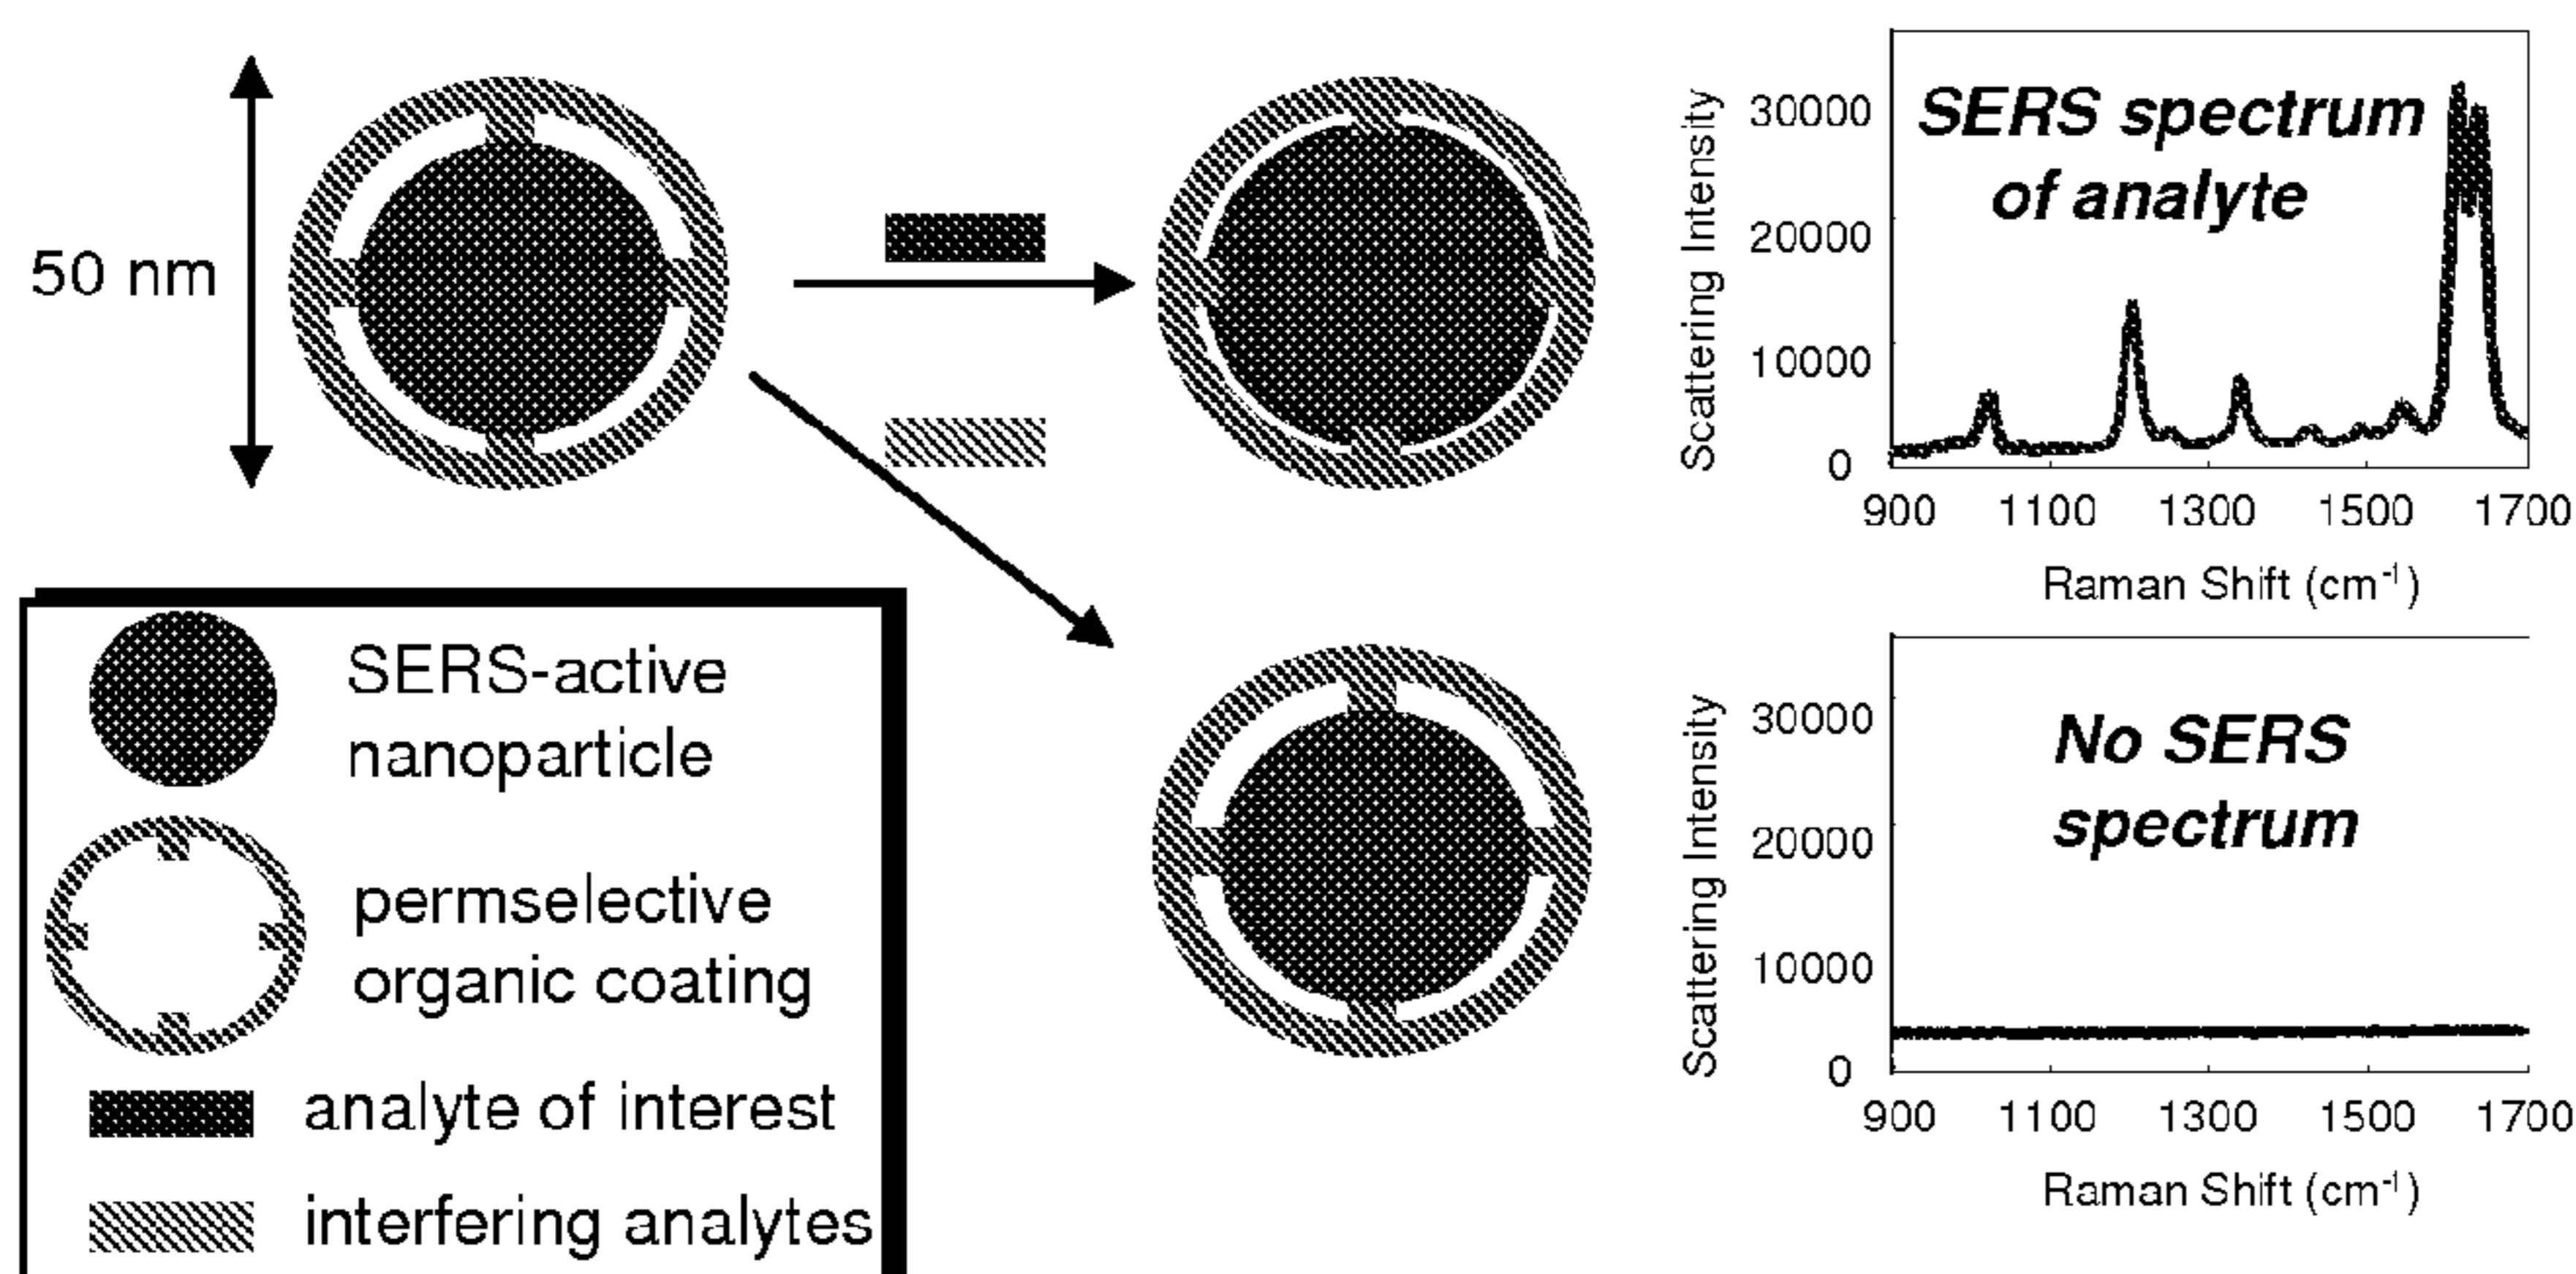 50 nm
SERS-active
nanoparticle
permselective
organic coating
analyte of interest
interfering analytes
SERS spectrum
of analyte
Scattering Intensity
30000
20000
10000
0
900 1100 1300 1500 1700
Raman Shift (cm⁻¹)
No SERS
spectrum
Scattering Intensity
30000
20000
10000
0
900 1100 1300 1500 1700
Raman Shift (cm⁻¹)